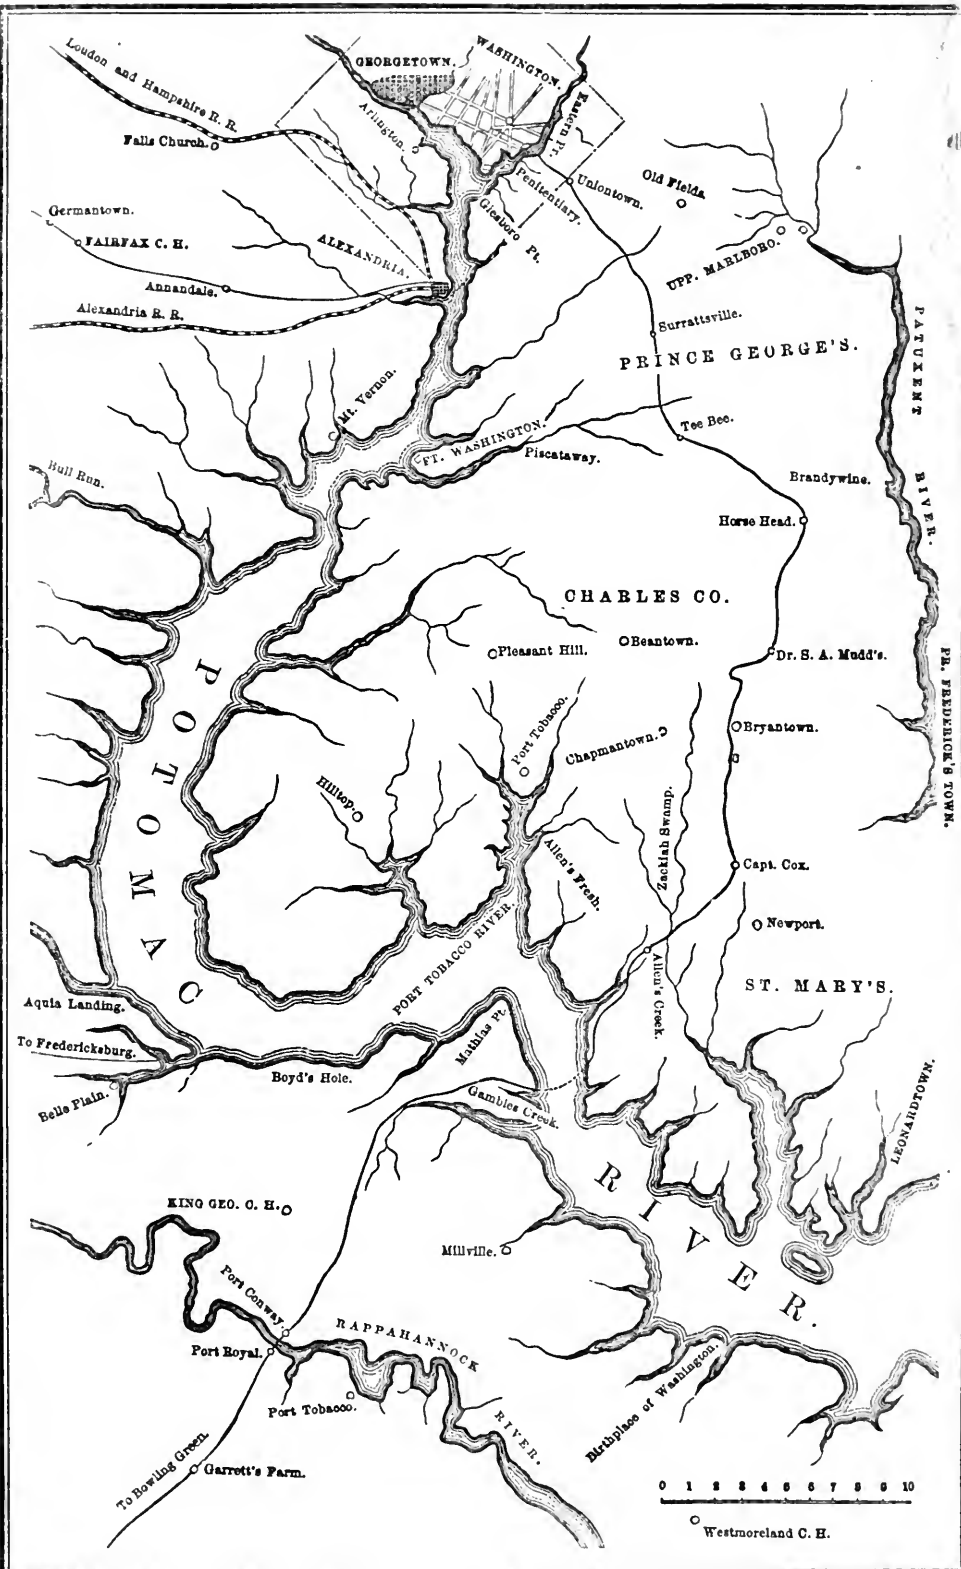 GEORGETOWN.
WASHINGTON.
Loudon and Hampshire R. R.
Falls Church.
Arlington.
Eastern Pt.
Penitentiary.
Uniontown.
Old Fields.
Germantown.
FAIRFAX C. H.
ALEXANDRIA.
Giesboro Pt.
UPP. MARLBORO.
Annandale.
Alexandria R. R.
Surrattsville.
PRINCE GEORGE'S.
PATUXENT
RIVER.
Mt. Vernon.
FT. WASHINGTON.
Piscataway.
Tee Bee.
Bull Run.
Brandywine.
Horse Head.
CHARLES CO.
Pleasant Hill.
Beantown.
Dr. S. A. Mudd's.
PR. FREDERICK'S TOWN.
POTOMAC
Port Tobacco.
Chapmantown.
Bryantown.
Hilltop.
Zackiah Swamp.
Allen's Fresh.
Capt. Cox.
Newport.
PORT TOBACCO RIVER.
Allen's Creek.
ST. MARY'S.
Aquia Landing.
To Fredericksburg.
Mathias Pt.
Boyd's Hole.
Belle Plain.
Gambles Creek.
LEONARDTOWN.
RIVER.
KING GEO. C. H.
Millville.
Port Conway.
RAPPAHANNOCK
RIVER.
Port Royal.
Port Tobacco.
Birthplace of Washington.
To Bowling Green.
Garrett's Farm.
0 1 2 3 4 5 6 7 8 9 10
Westmoreland C. H.